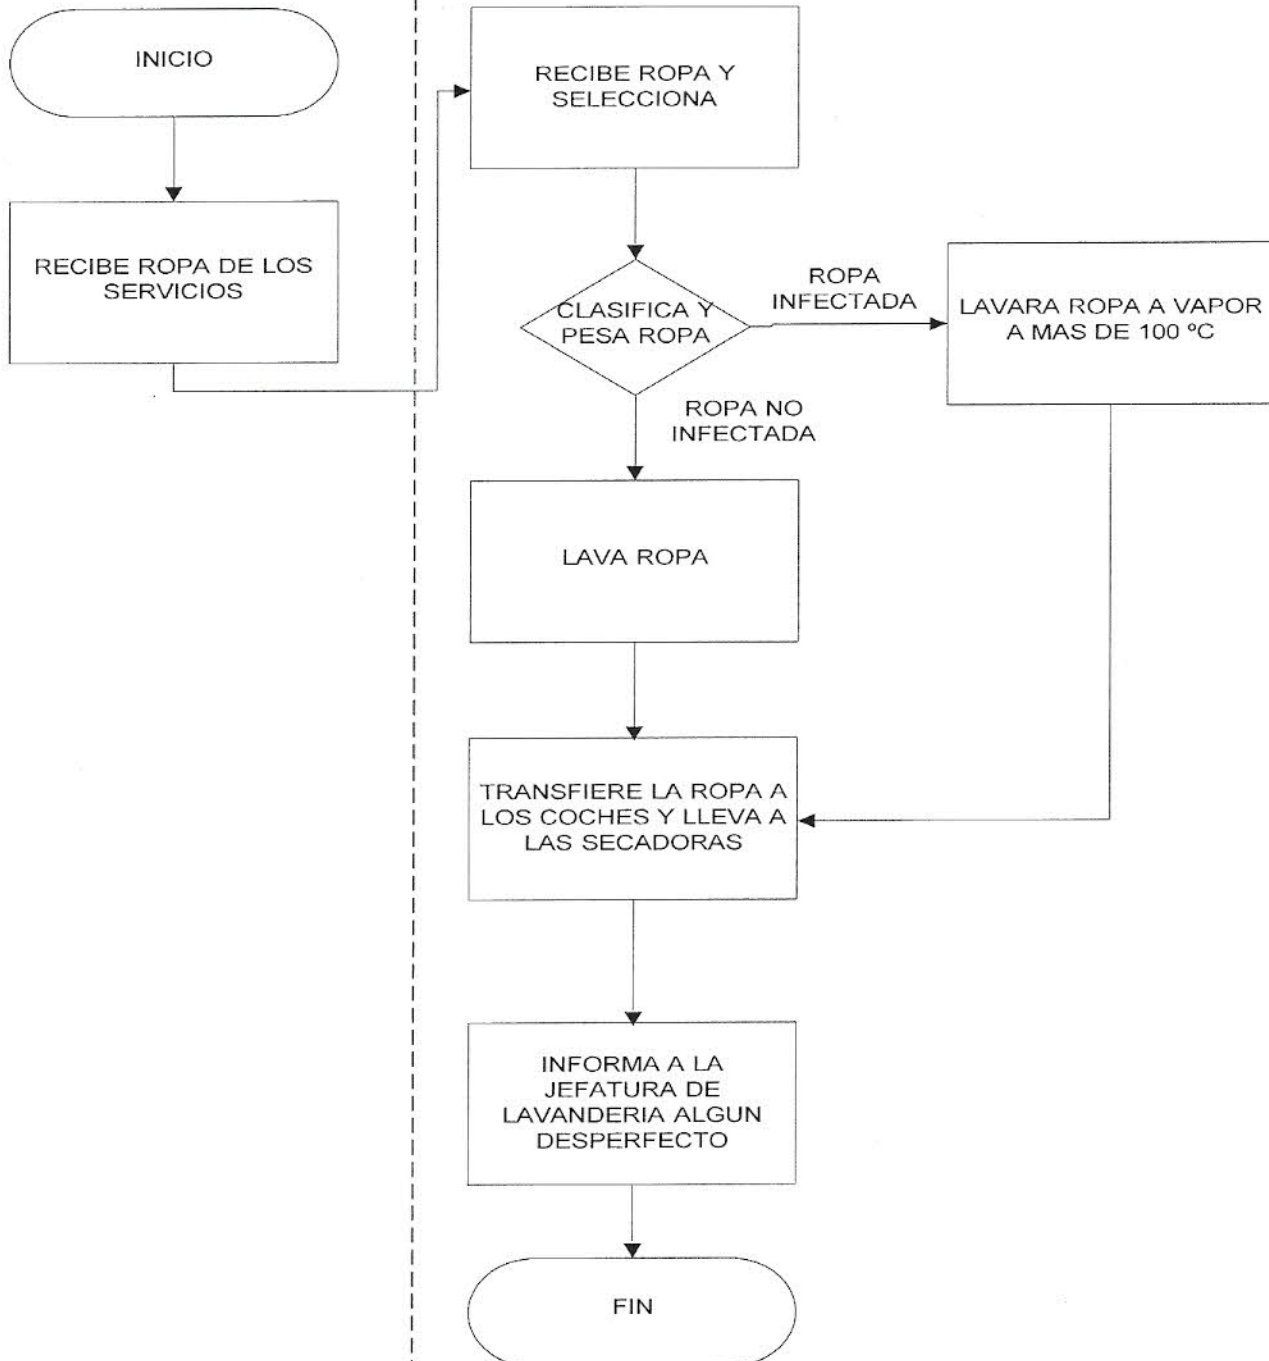 INICIO
RECIBE ROPA DE LOS
SERVICIOS
RECIBE ROPA Y
SELECCIONA
CLASIFICA Y
PESA ROPA
ROPA
INFECTADA
LAVARA ROPA A VAPOR
A MAS DE 100 ºC
ROPA NO
INFECTADA
LAVA ROPA
TRANSFIERE LA ROPA A
LOS COCHES Y LLEVA A
LAS SECADORAS
INFORMA A LA
JEFATURA DE
LAVANDERIA ALGUN
DESPERFECTO
FIN